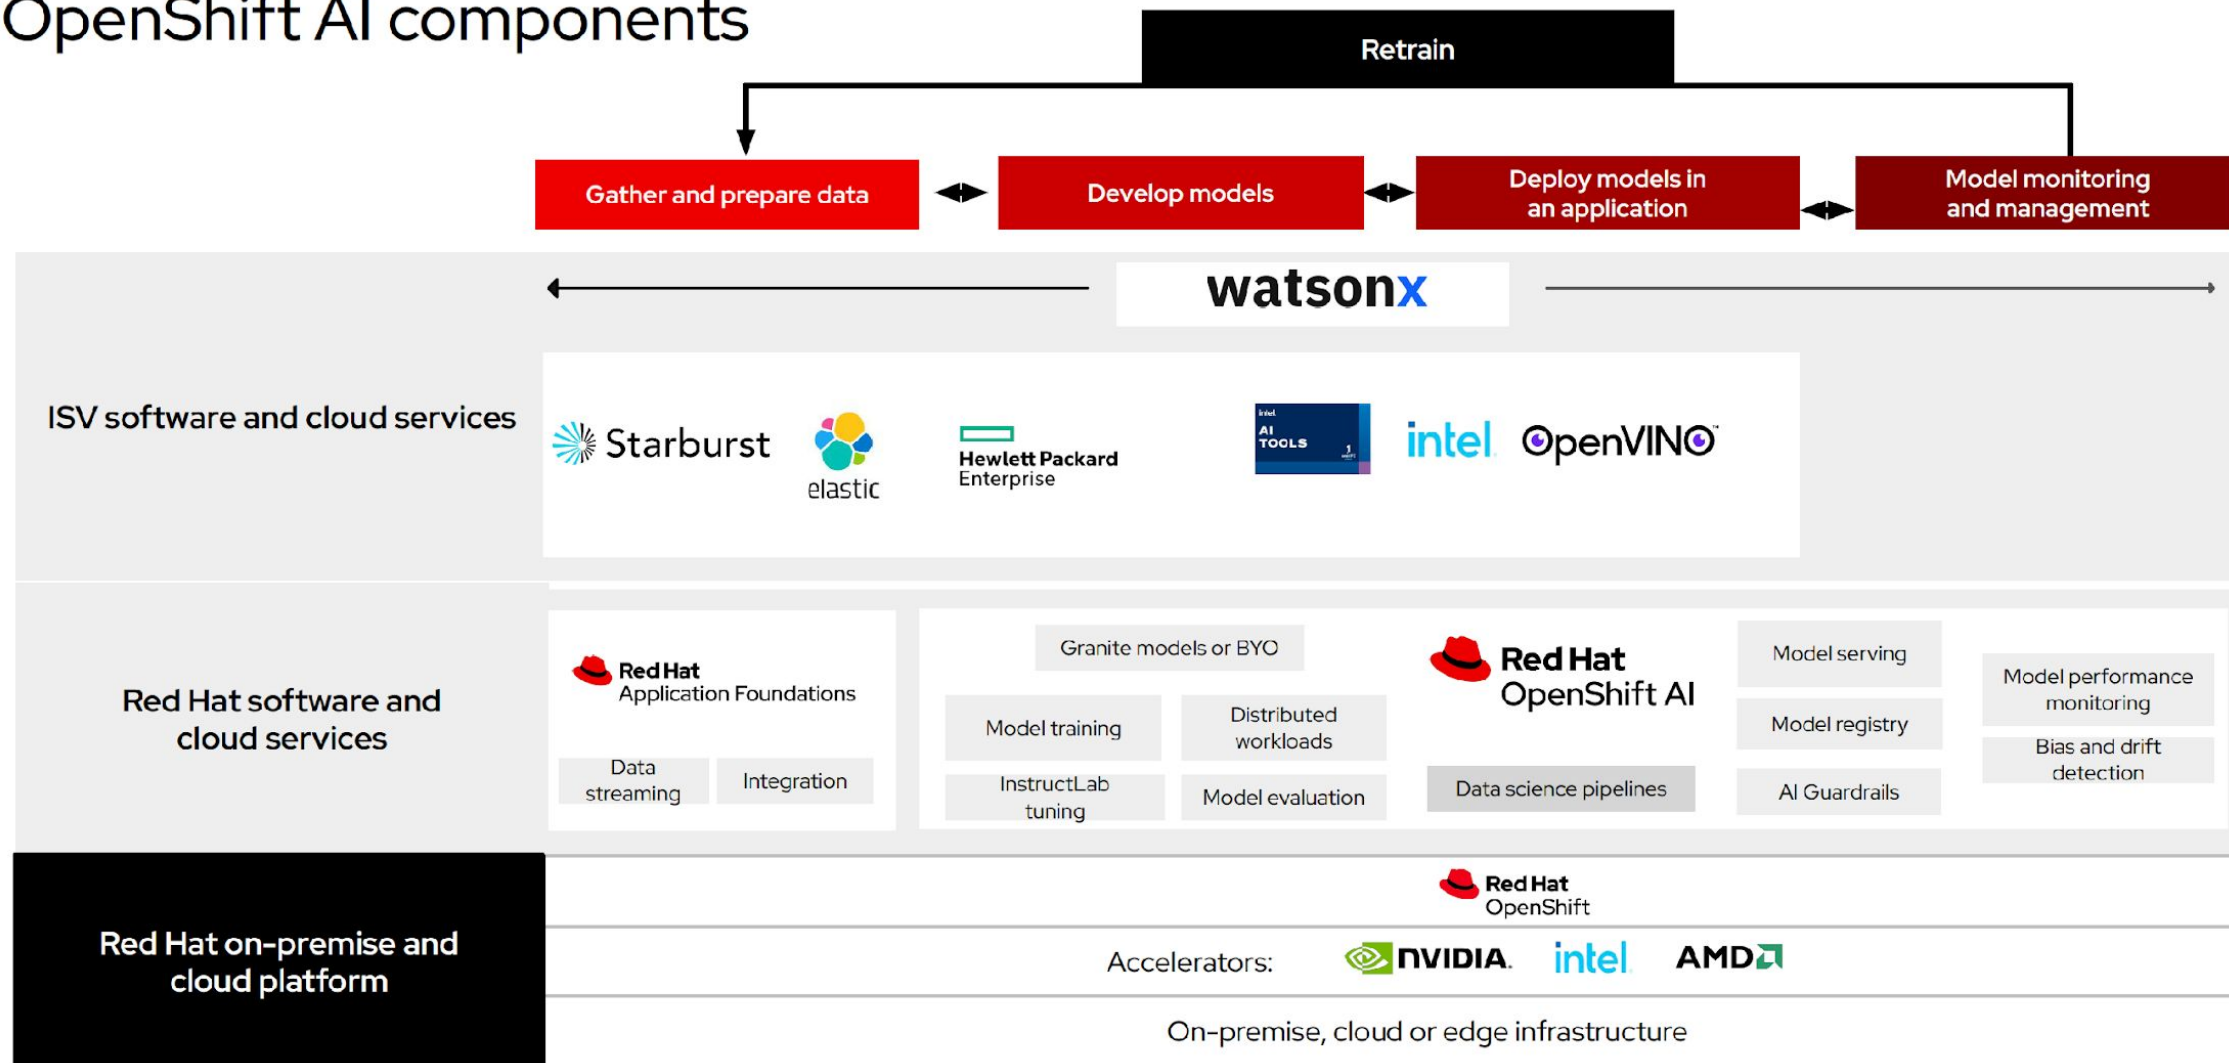 OpenShift AI components
Retrain
Gather and prepare data
Develop models
Deploy models in
an application
Model monitoring
and management
watsonx
ISV software and cloud services
Starburst
elastic
Hewlett Packard
Enterprise
intel
AI
TOOLS
intel
OpenVINO
Red Hat software and
cloud services
Red Hat
Application Foundations
Data
streaming
Integration
Granite models or BYO
Model training
Distributed
workloads
InstructLab
tuning
Model evaluation
Red Hat
OpenShift AI
Data science pipelines
Model serving
Model registry
AI Guardrails
Model performance
monitoring
Bias and drift
detection
Red Hat on-premise and
cloud platform
Red Hat
OpenShift
Accelerators:
NVIDIA
intel
AMD
On-premise, cloud or edge infrastructure